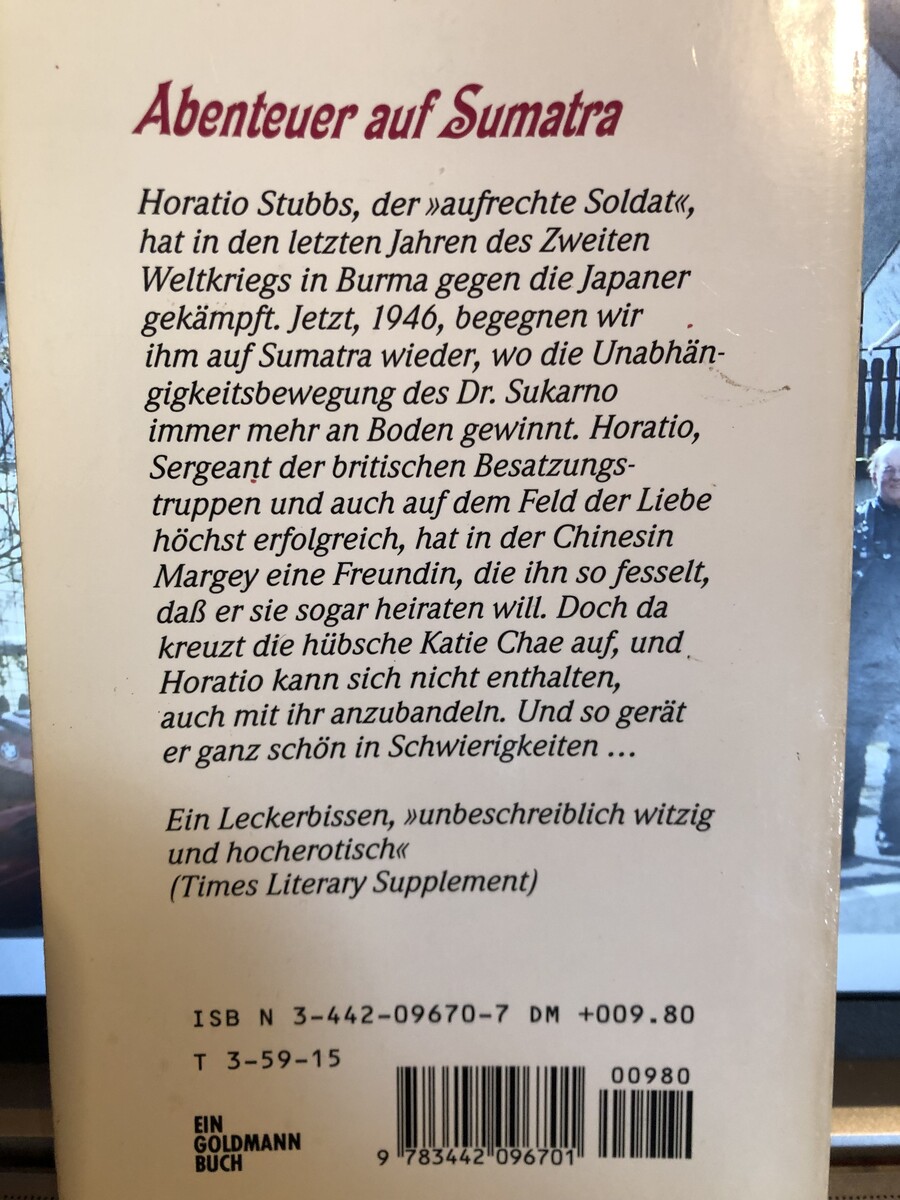 Abenteuer auf Sumatra
Horatio Stubbs, der »aufrechte Soldat«,
hat in den letzten Jahren des Zweiten
Weltkriegs in Burma gegen die Japaner
gekämpft. Jetzt, 1946, begegnen wir
ihm auf Sumatra wieder, wo die Unabhän-
gigkeitsbewegung des Dr. Sukarno
immer mehr an Boden gewinnt. Horatio,
Sergeant der britischen Besatzungs-
truppen und auch auf dem Feld der Liebe
höchst erfolgreich, hat in der Chinesin
Margey eine Freundin, die ihn so fesselt,
daß er sie sogar heiraten will. Doch da
kreuzt die hübsche Katie Chae auf, und
Horatio kann sich nicht enthalten,
auch mit ihr anzubandeln. Und so gerät
er ganz schön in Schwierigkeiten ...
Ein Leckerbissen, »unbeschreiblich witzig
und hocherotisch«
(Times Literary Supplement)
ISB N 3-442-09670-7 DM +009.80
T 3-59-15
00980
EIN
GOLDMANN
BUCH
9 783442 096701